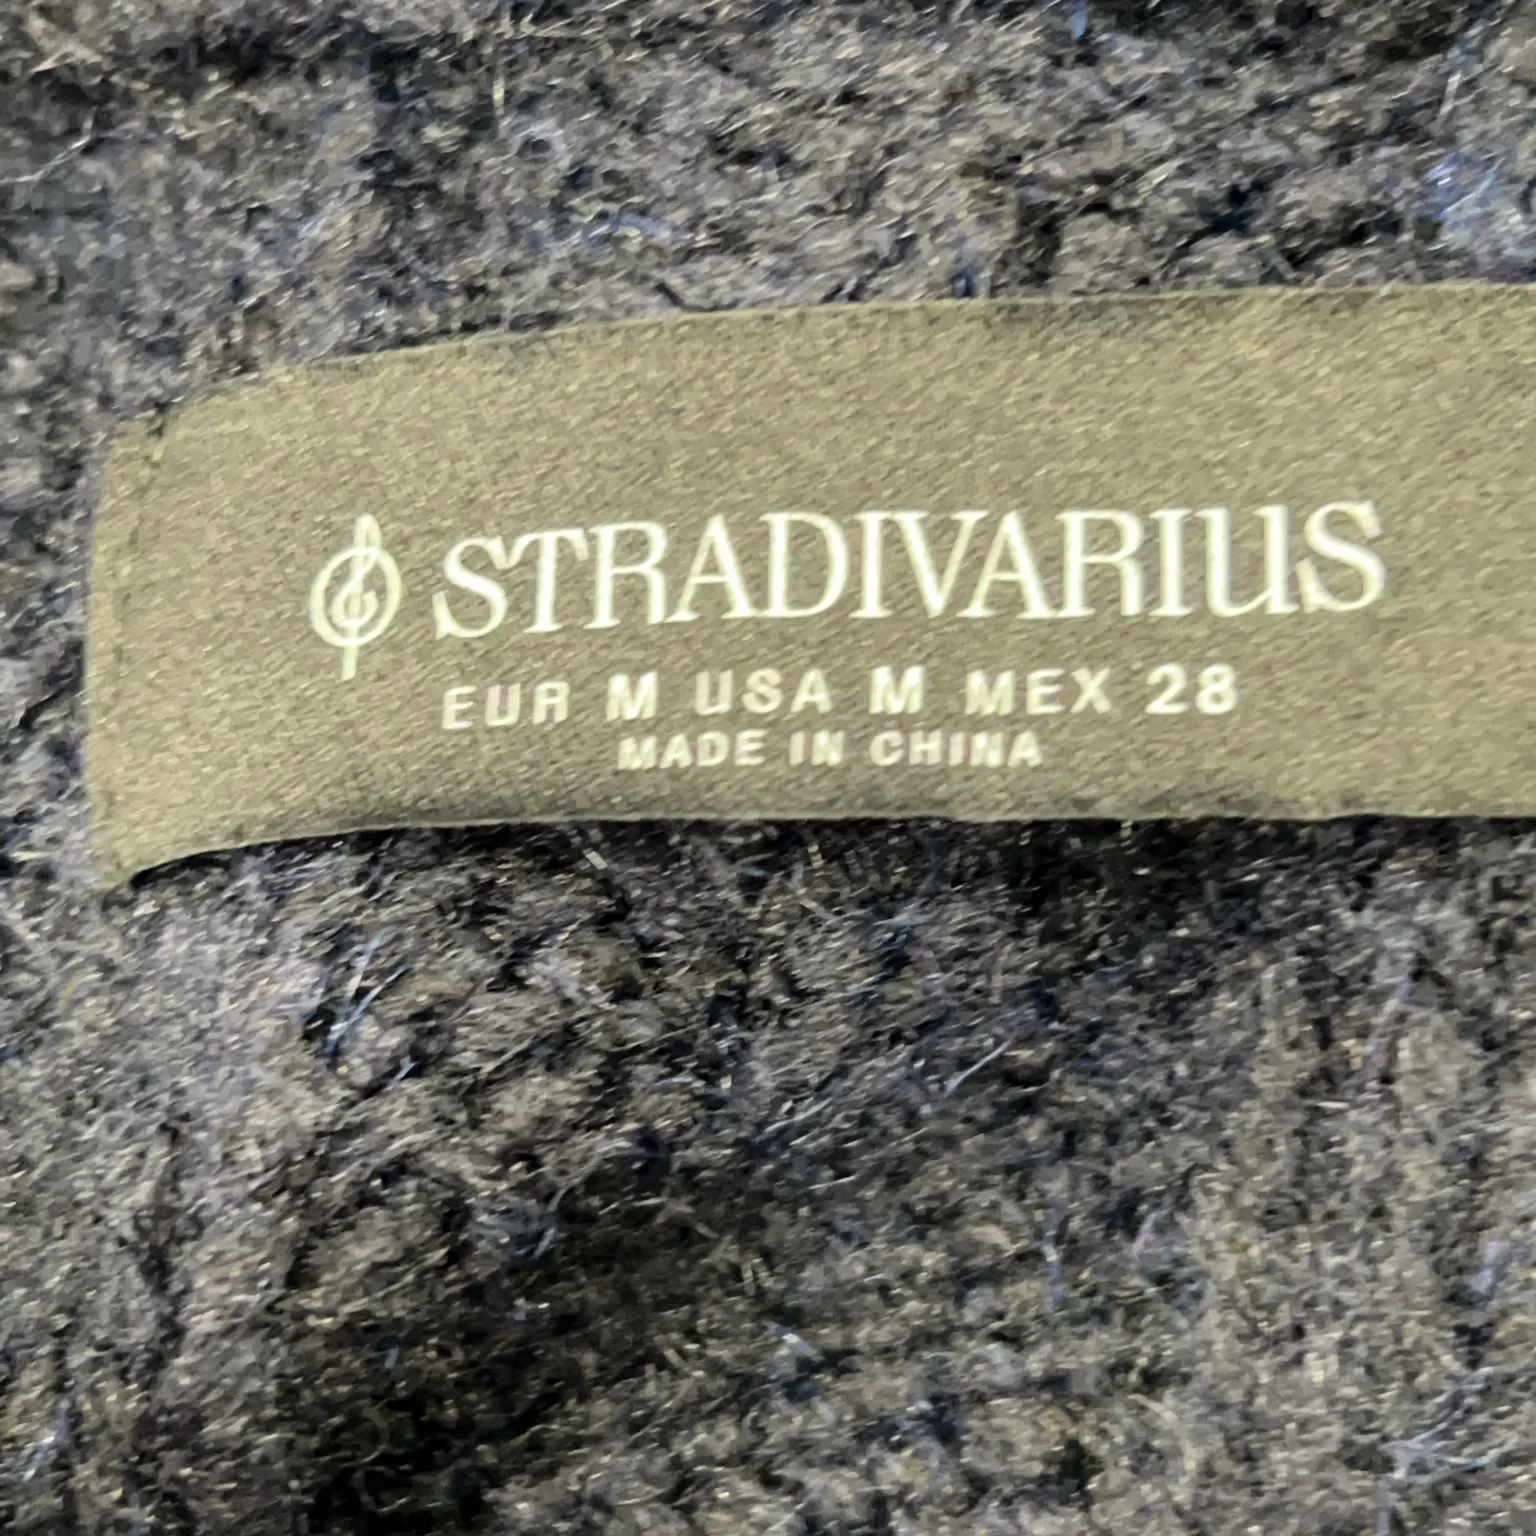 STRADIVARIUS
EUR M USA M MEX 28
MADE IN CHINA